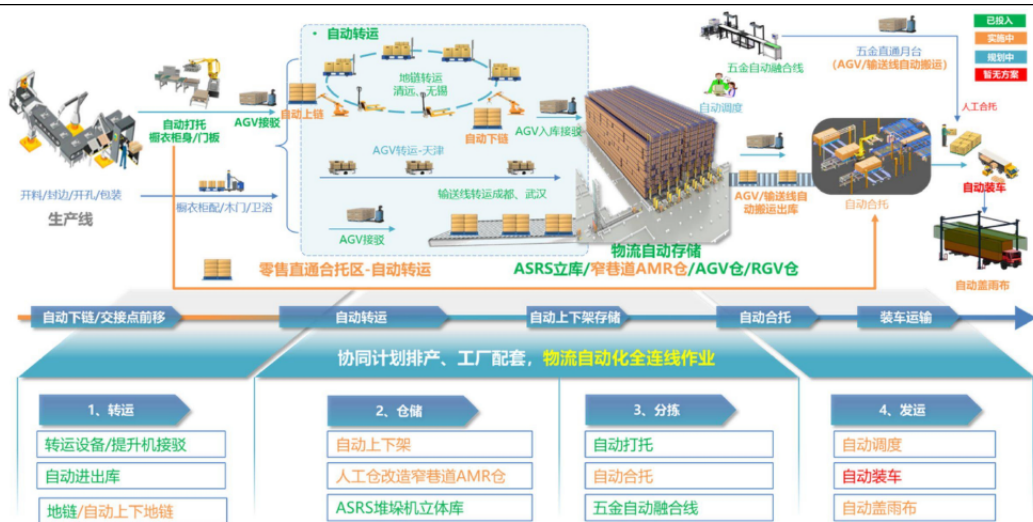 已投入
实施中
规划中
暂无方案
• 自动转运
地链转运
清远、无锡
自动打托
橱衣柜身/门板
AGV接驳
自动上链
自动下链
AGV入库接驳
五金自动融合线
自动调度
五金直通月台
(AGV/输送线自动搬运)
人工合托
开料/封边/开孔/包装
生产线
橱衣柜配/木门/卫浴
AGV转运-天津
输送线转运成都、武汉
AGV接驳
AGV/输送线自
动搬运出库
自动合托
自动装车
自动盖雨布
零售直通合托区-自动转运
物流自动存储
ASRS立库/窄巷道AMR仓/AGV仓/RGV仓
自动下链/交接点前移
自动转运
自动上下架存储
自动合托
装车运输
协同计划排产、工厂配套，物流自动化全连线作业
1、转运
转运设备/提升机接驳
自动进出库
地链/自动上下地链
2、仓储
自动上下架
人工仓改造窄巷道AMR仓
ASRS堆垛机立体库
3、分拣
自动打托
自动合托
五金自动融合线
4、发运
自动调度
自动装车
自动盖雨布